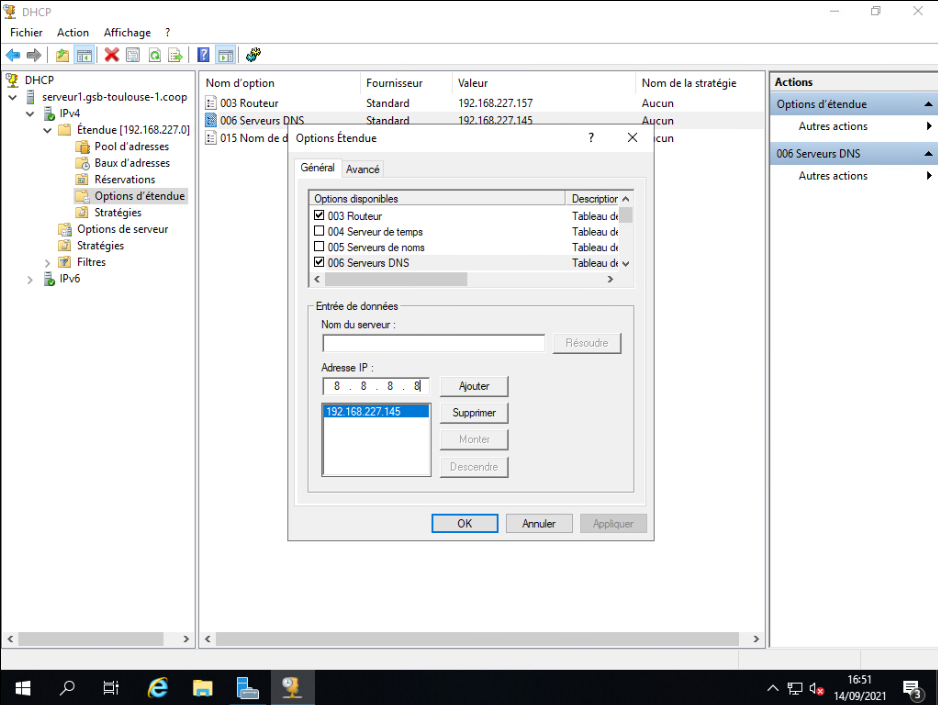 DHCP
Fichier Action Affichage ?
DHCP
serveur1.gsb-toulouse-1.coop
IPv4
Étendue [192.168.227.0]
Pool d'adresses
Baux d'adresses
Réservations
Options d'étendue
Stratégies
Options de serveur
Stratégies
Filtres
IPv6
Nom d'option Fournisseur Valeur Nom de la stratégie
003 Routeur Standard 192.168.227.157 Aucun
006 Serveurs DNS Standard 192.168.227.145 Aucun
015 Nom de d cun
Options Étendue ?
Général Avancé
Options disponibles Description
003 Routeur Tableau de
004 Serveur de temps Tableau de
005 Serveurs de noms Tableau de
006 Serveurs DNS Tableau de
Entrée de données
Nom du serveur :
Résoudre
Adresse IP :
8 . 8 . 8 . 8 Ajouter
192.168.227.145 Supprimer
Monter
Descendre
OK Annuler Appliquer
Actions
Options d'étendue
Autres actions
006 Serveurs DNS
Autres actions
16:51
14/09/2021
3